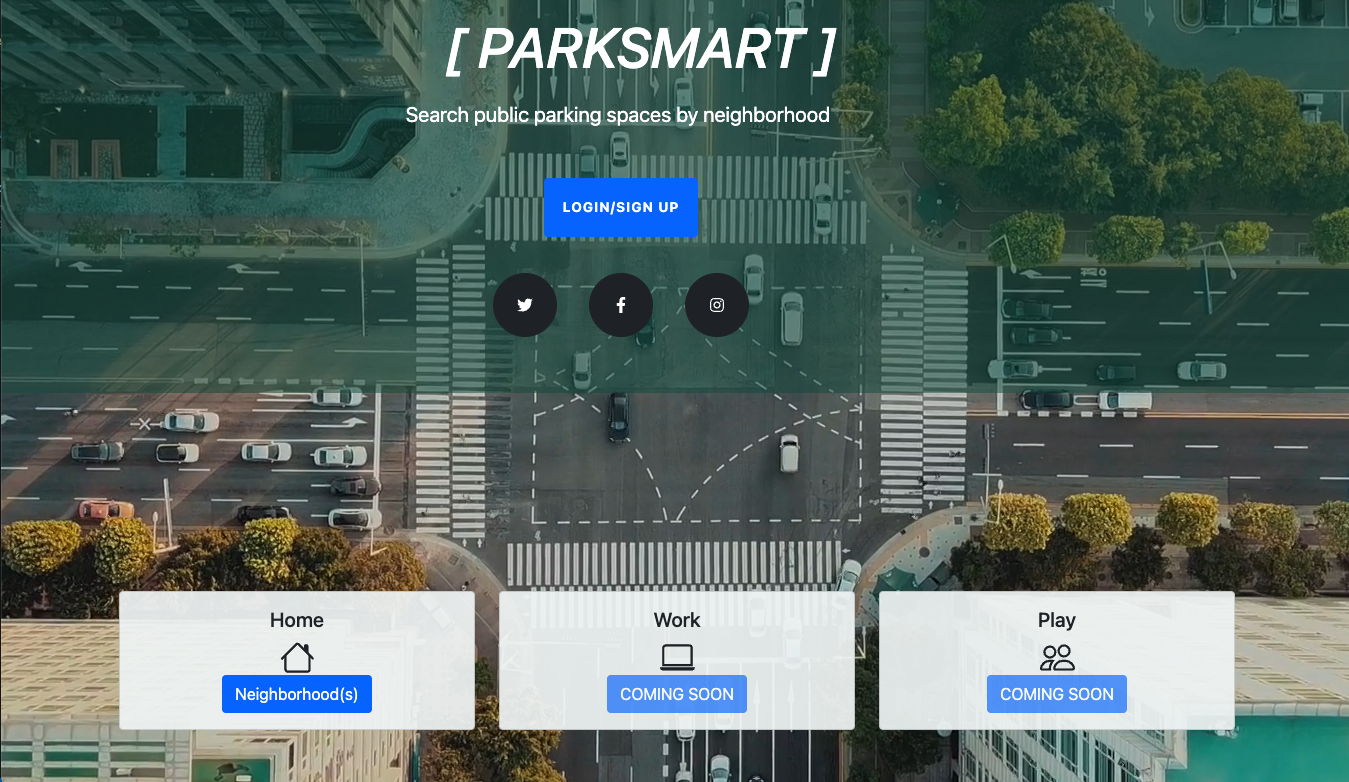 [ PARKSMART ]
Search public parking spaces by neighborhood
LOGIN/SIGN UP
Home
Work
Play
Neighborhood(s)
COMING SOON
COMING SOON